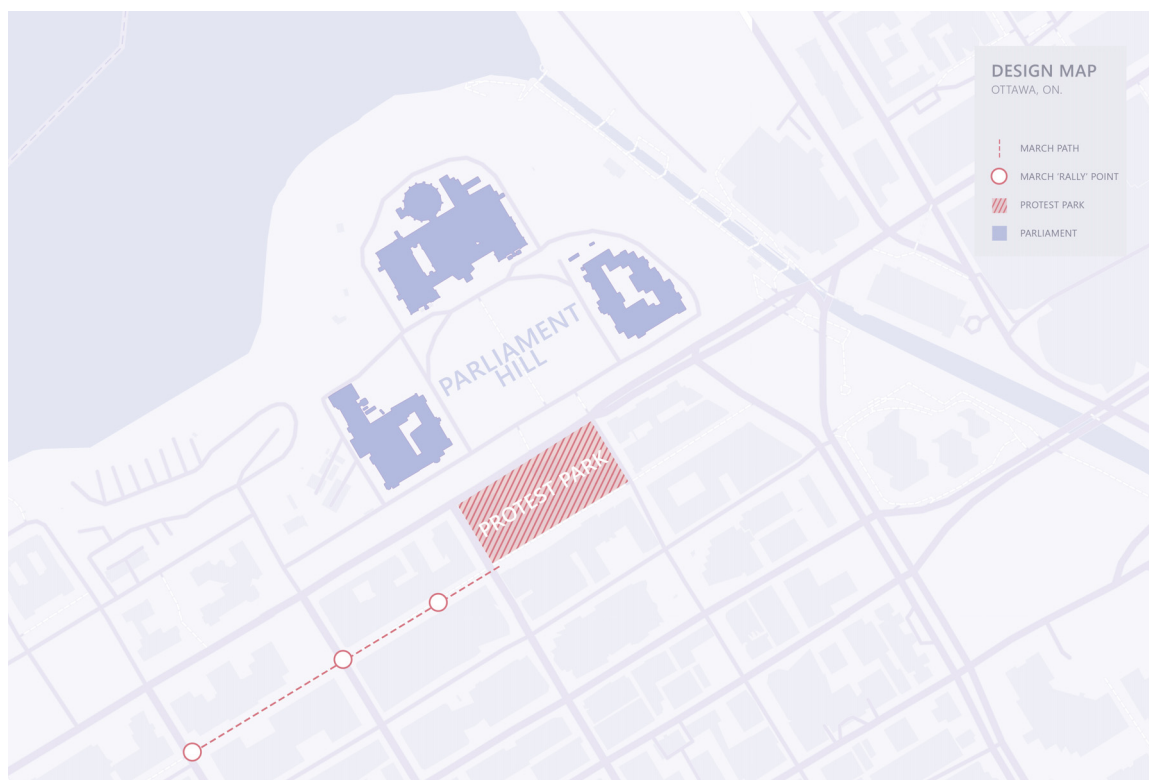 DESIGN MAP
OTTAWA, ON.
MARCH PATH
MARCH 'RALLY' POINT
PROTEST PARK
PARLIAMENT
PARLIAMENT
HILL
PROTEST PARK